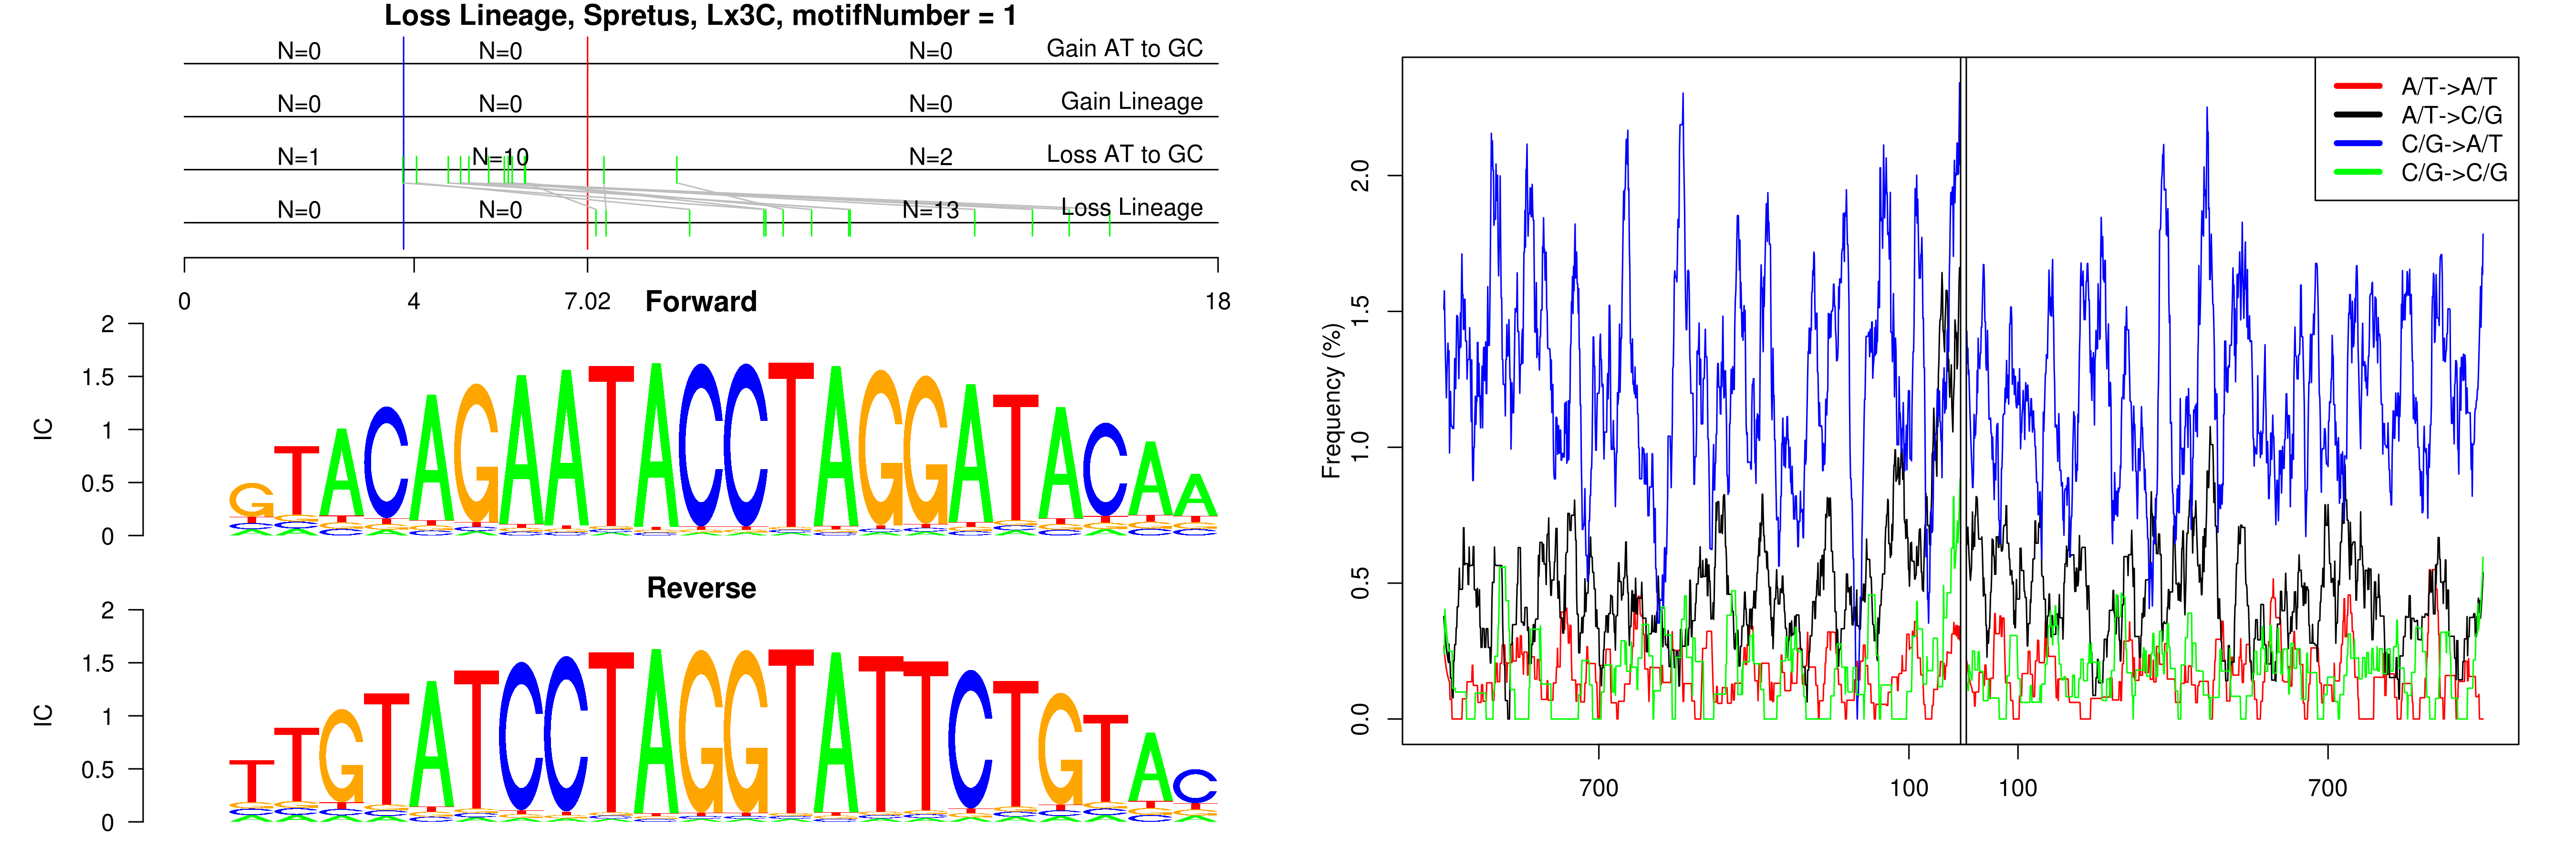 Loss Lineage, Spretus, Lx3C, motifNumber = 1
N=0 N=0 N=0 Gain AT to GC
N=0 N=0 N=0 Gain Lineage
N=1 N=10 N=2 Loss AT to GC
N=0 N=0 N=13 Loss Lineage
0 4 7.02 18
Forward
IC
2
1.5
1
0.5
0
GTACAGAATACCTAGGATACAA
Reverse
IC
2
1.5
1
0.5
0
TTGTATCCTAGGTATTCTGTAC
Frequency (%)
2.0
1.5
1.0
0.5
0.0
A/T->A/T
A/T->C/G
C/G->A/T
C/G->C/G
700 100 100 700